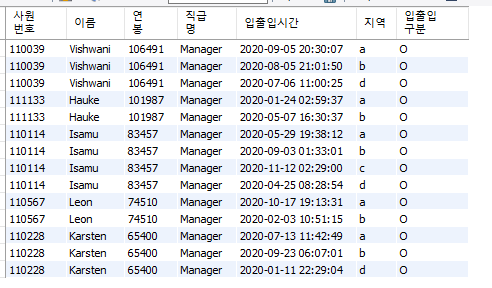 사원 번호 이름 연 봉 직급 명 입출입시간 지역 입출입 구분
110039 Vishwani 106491 Manager 2020-09-05 20:30:07 a O
110039 Vishwani 106491 Manager 2020-08-05 21:01:50 b O
110039 Vishwani 106491 Manager 2020-07-06 11:00:25 d O
111133 Hauke 101987 Manager 2020-01-24 02:59:37 a O
111133 Hauke 101987 Manager 2020-05-07 16:30:37 b O
110114 Isamu 83457 Manager 2020-05-29 19:38:12 a O
110114 Isamu 83457 Manager 2020-09-03 01:33:01 b O
110114 Isamu 83457 Manager 2020-11-12 02:29:00 c O
110114 Isamu 83457 Manager 2020-04-25 08:28:54 d O
110567 Leon 74510 Manager 2020-10-17 19:13:31 a O
110567 Leon 74510 Manager 2020-02-03 10:51:15 b O
110228 Karsten 65400 Manager 2020-07-13 11:42:49 a O
110228 Karsten 65400 Manager 2020-09-23 06:07:01 b O
110228 Karsten 65400 Manager 2020-01-11 22:29:04 d O